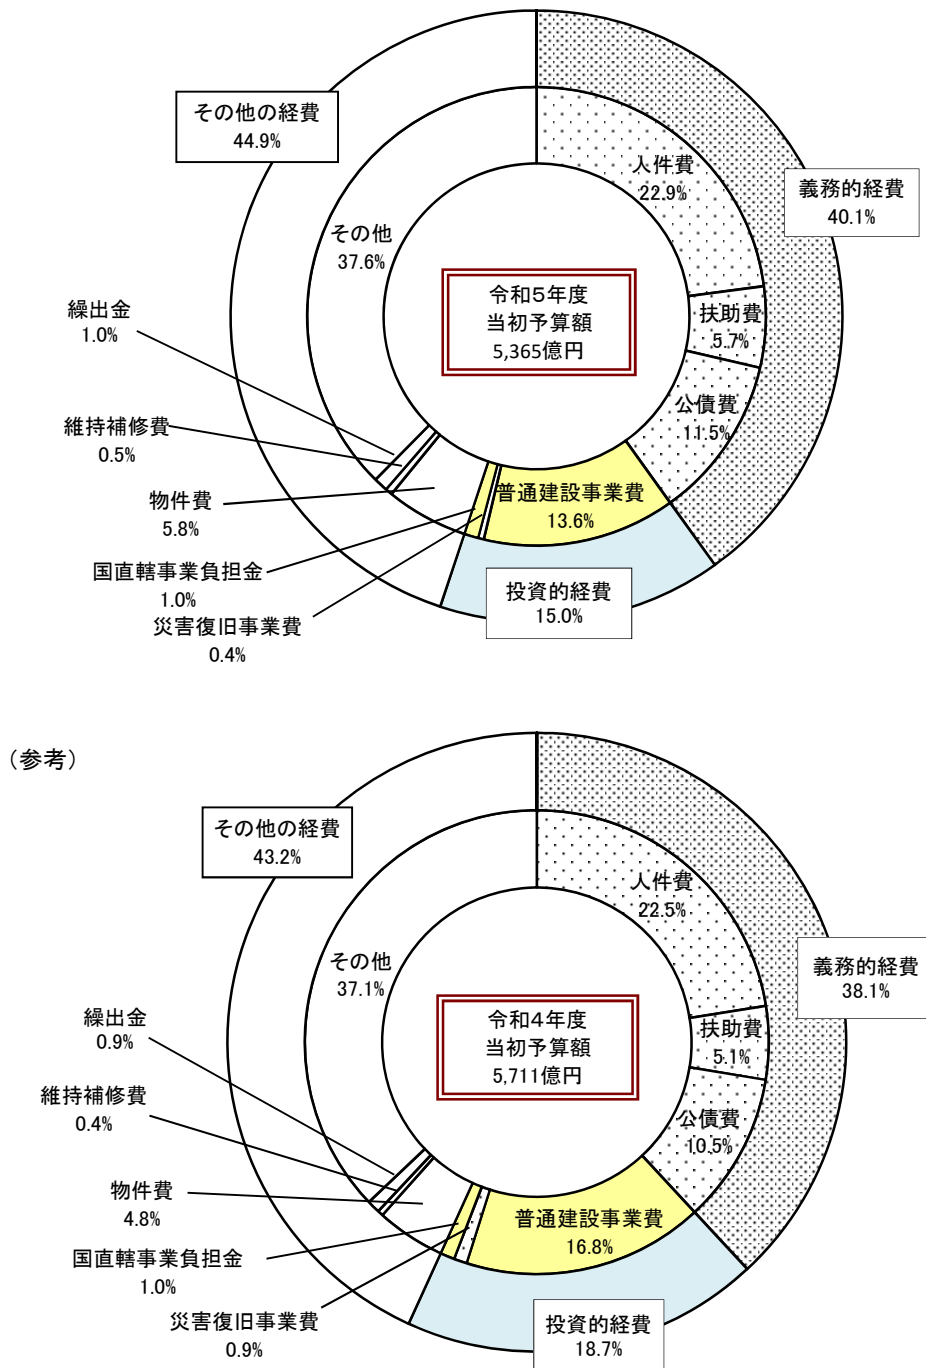 その他の経費
44.9%
人件費
22.9%
義務的経費
40.1%
その他
37.6%
扶助費
5.7%
令和5年度
当初予算額
5,365億円
繰出金
1.0%
公債費
11.5%
維持補修費
0.5%
物件費
5.8%
普通建設事業費
13.6%
国直轄事業負担金
1.0%
投資的経費
15.0%
災害復旧事業費
0.4%
（参考）
その他の経費
43.2%
人件費
22.5%
義務的経費
38.1%
その他
37.1%
扶助費
5.1%
令和4年度
当初予算額
5,711億円
繰出金
0.9%
維持補修費
0.4%
公債費
10.5%
物件費
4.8%
普通建設事業費
16.8%
国直轄事業負担金
1.0%
災害復旧事業費
0.9%
投資的経費
18.7%